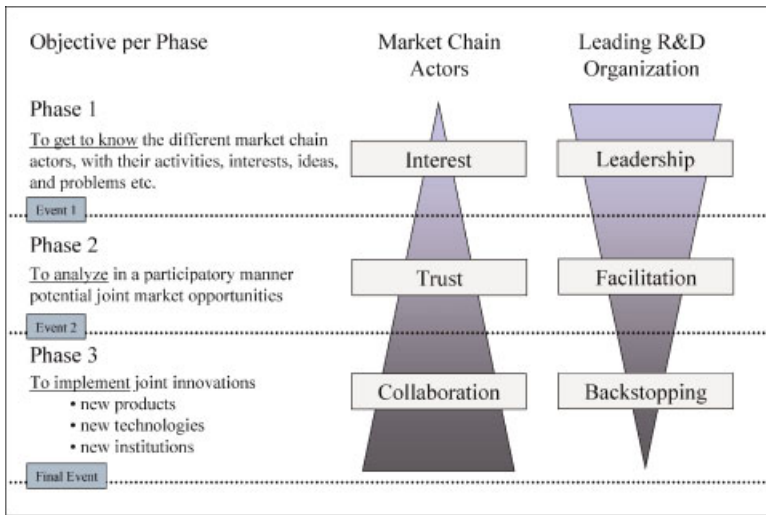 Objective per Phase
Market Chain
Actors
Leading R&D
Organization
Phase 1
To get to know the different market chain
actors, with their activities, interests, ideas,
and problems etc.
Interest
Leadership
Event 1
Phase 2
To analyze in a participatory manner
potential joint market opportunities
Trust
Facilitation
Event 2
Phase 3
To implement joint innovations
• new products
• new technologies
• new institutions
Collaboration
Backstopping
Final Event